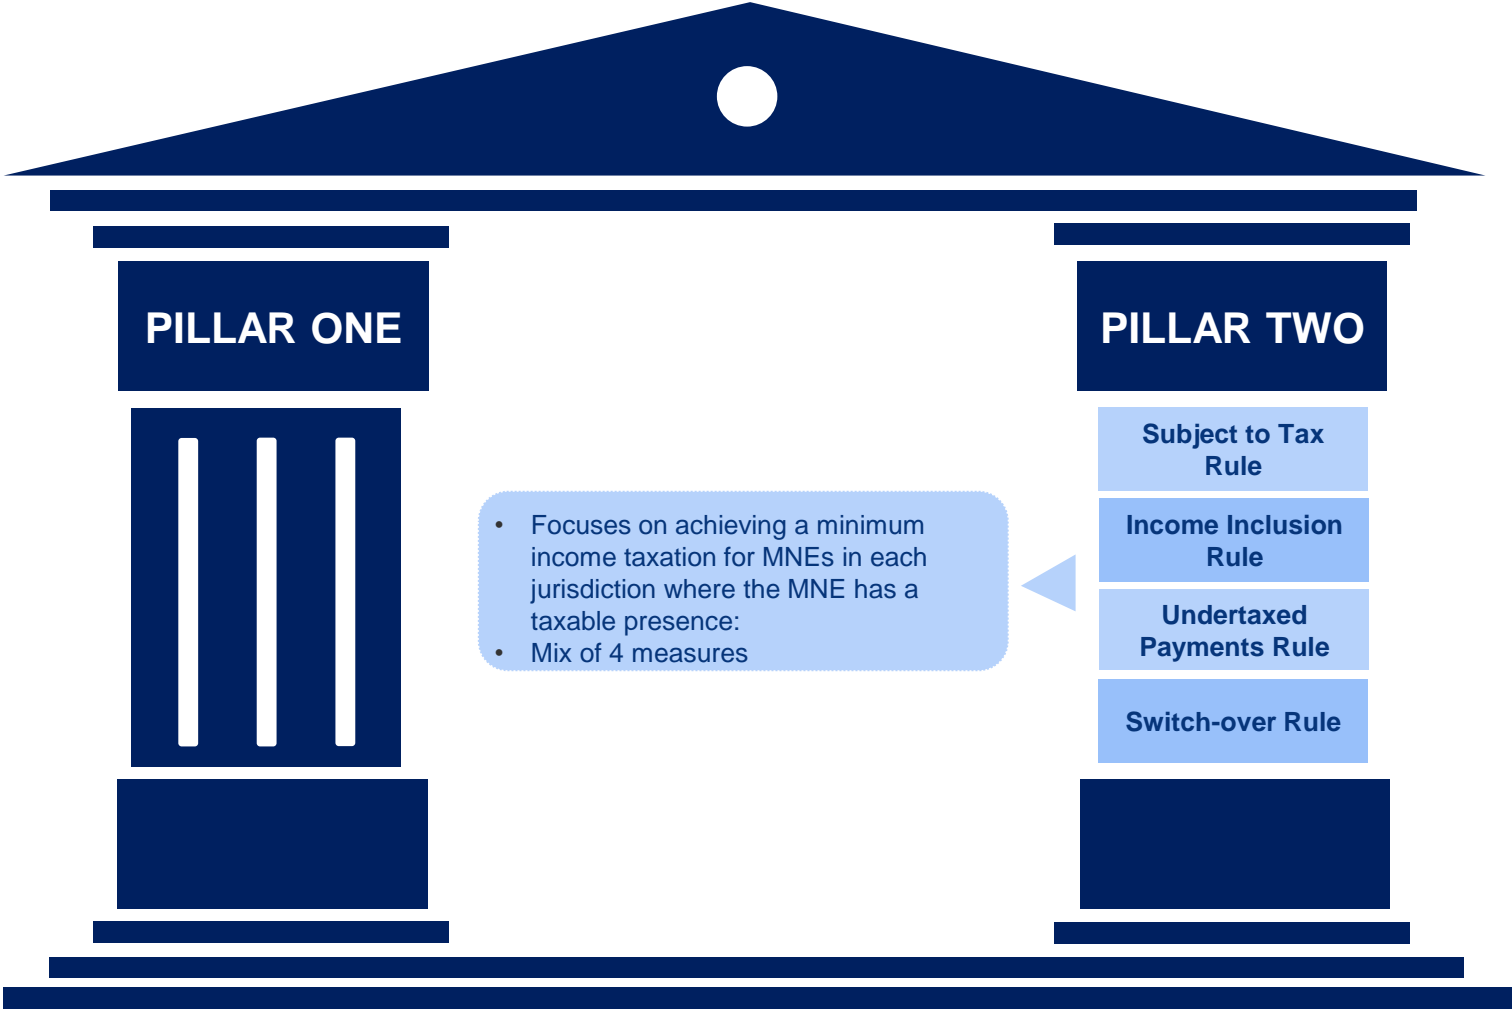 PILLAR ONE
PILLAR TWO
• Focuses on achieving a minimum
income taxation for MNEs in each
jurisdiction where the MNE has a
taxable presence:
• Mix of 4 measures
Subject to Tax
Rule
Income Inclusion
Rule
Undertaxed
Payments Rule
Switch-over Rule